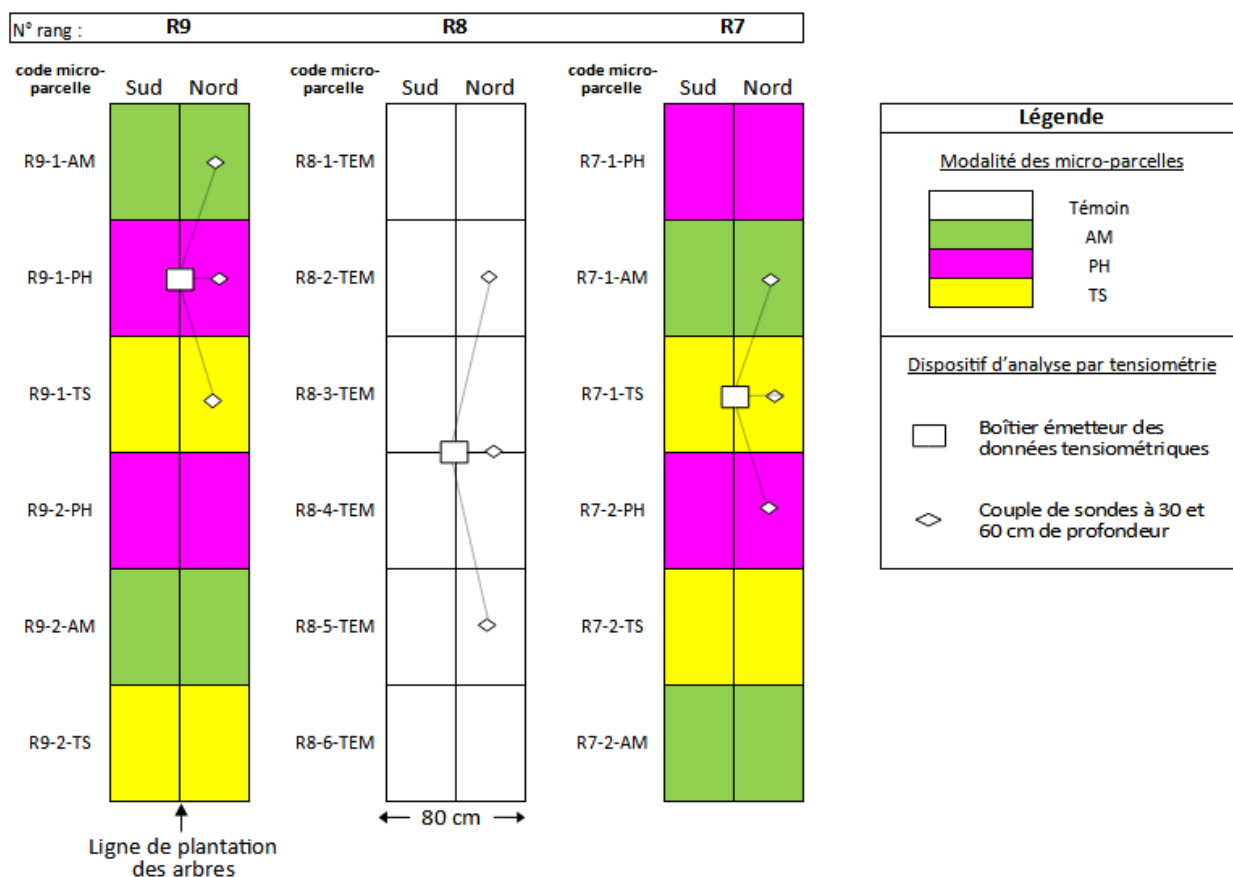 N° rang : R9 R8 R7
code micro-
parcelle
Sud Nord
code micro-
parcelle
Sud Nord
code micro-
parcelle
Sud Nord
R9-1-AM
R9-1-PH
R9-1-TS
R9-2-PH
R9-2-AM
R9-2-TS
R8-1-TEM
R8-2-TEM
R8-3-TEM
R8-4-TEM
R8-5-TEM
R8-6-TEM
R7-1-PH
R7-1-AM
R7-1-TS
R7-2-PH
R7-2-TS
R7-2-AM
Ligne de plantation
des arbres
80 cm
Légende
Modalité des micro-parcelles
Témoin
AM
PH
TS
Dispositif d'analyse par tensiométrie
Boîtier émetteur des
données tensiométriques
Couple de sondes à 30 et
60 cm de profondeur